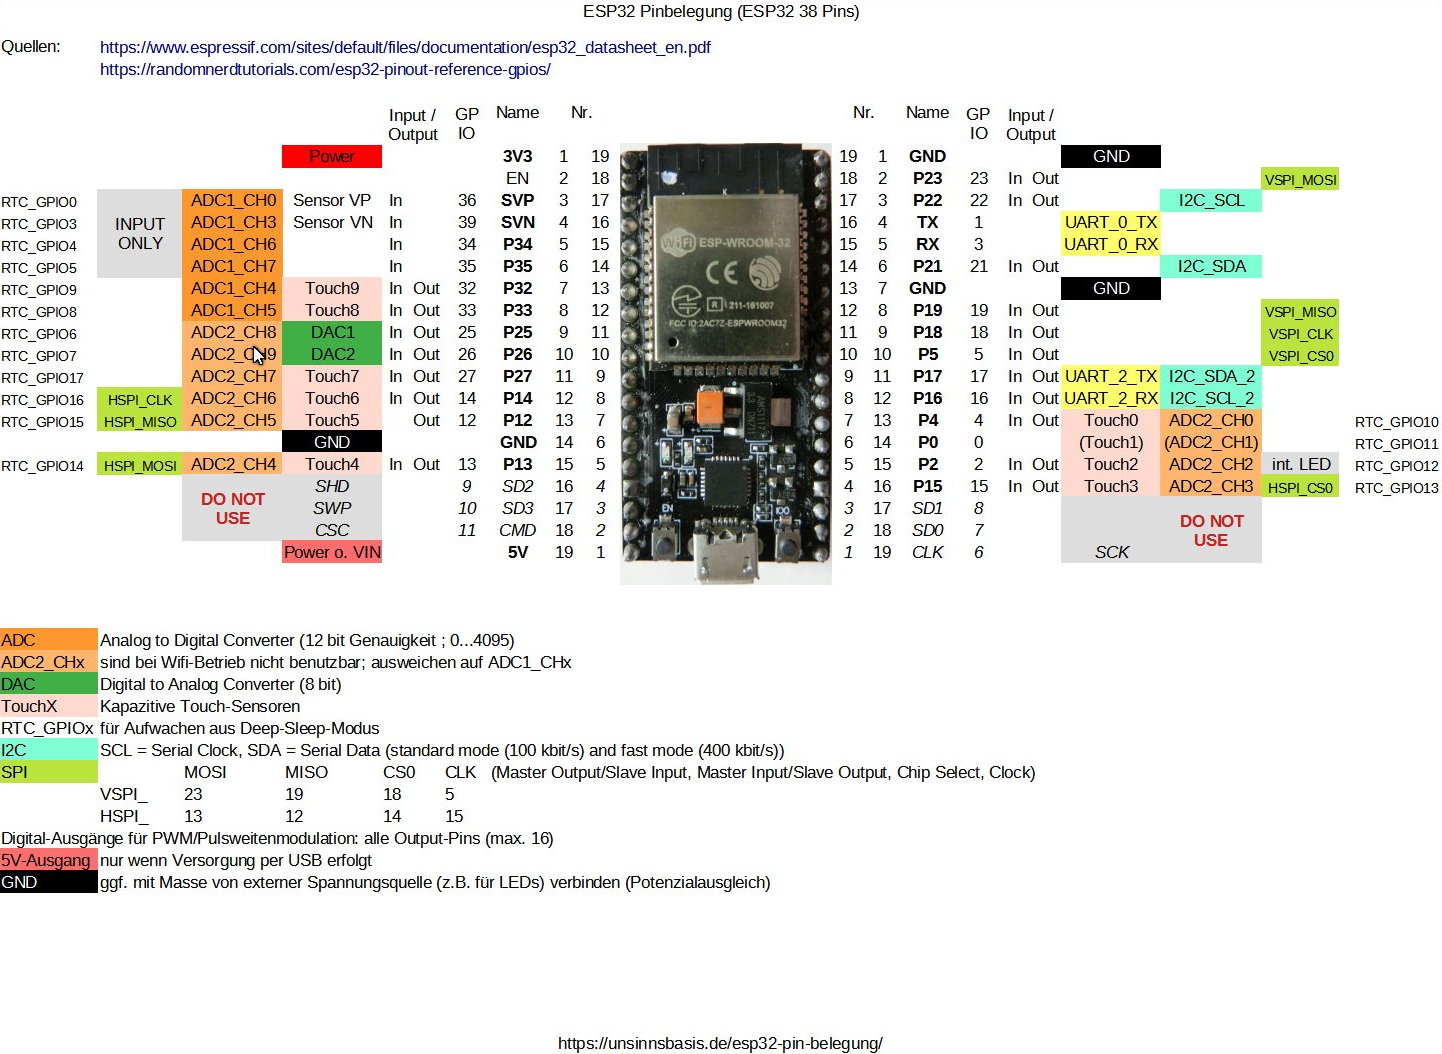 ESP32 Pinbelegung (ESP32 38 Pins)
Quellen: https://www.espressif.com/sites/default/files/documentation/esp32_datasheet_en.pdf
https://randomnerdtutorials.com/esp32-pinout-reference-gpios/
Input / GP Name Nr. Nr. Name GP Input /
Output IO IO Output
Power 3V3 1 19 19 1 GND GND
EN 2 18 18 2 P23 23 In Out VSPI_MOSI
RTC_GPIO0 ADC1_CH0 Sensor VP In 36 SVP 3 17 17 3 P22 22 In Out I2C_SCL
RTC_GPIO3 INPUT ADC1_CH3 Sensor VN In 39 SVN 4 16 16 4 TX 1 UART_0_TX
RTC_GPIO4 ONLY ADC1_CH6 In 34 P34 5 15 15 5 RX 3 UART_0_RX
RTC_GPIO5 ADC1_CH7 In 35 P35 6 14 14 6 P21 21 In Out I2C_SDA
RTC_GPIO9 ADC1_CH4 Touch9 In Out 32 P32 7 13 13 7 GND GND
RTC_GPIO8 ADC1_CH5 Touch8 In Out 33 P33 8 12 12 8 P19 19 In Out VSPI_MISO
RTC_GPIO6 ADC2_CH8 DAC1 In Out 25 P25 9 11 11 9 P18 18 In Out VSPI_CLK
RTC_GPIO7 ADC2_CH9 DAC2 In Out 26 P26 10 10 10 10 P5 5 In Out VSPI_CS0
RTC_GPIO17 ADC2_CH7 Touch7 In Out 27 P27 11 9 9 11 P17 17 In Out UART_2_TX I2C_SDA_2
RTC_GPIO16 HSPI_CLK ADC2_CH6 Touch6 In Out 14 P14 12 8 8 12 P16 16 In Out UART_2_RX I2C_SCL_2
RTC_GPIO15 HSPI_MISO ADC2_CH5 Touch5 Out 12 P12 13 7 7 13 P4 4 In Out Touch0 ADC2_CH0 RTC_GPIO10
GND GND 14 6 6 14 P0 0 (Touch1) (ADC2_CH1) RTC_GPIO11
RTC_GPIO14 HSPI_MOSI ADC2_CH4 Touch4 In Out 13 P13 15 5 5 15 P2 2 In Out Touch2 ADC2_CH2 int. LED RTC_GPIO12
SHD 9 SD2 16 4 4 16 P15 15 In Out Touch3 ADC2_CH3 HSPI_CS0 RTC_GPIO13
DO NOT USE SWP 10 SD3 17 3 3 17 SD1 8
CSC 11 CMD 18 2 2 18 SD0 7 DO NOT USE
Power o. VIN 5V 19 1 1 19 CLK 6 SCK
WiFi ESP-WROOM-32
CE
R 211-161007
FCC ID:2AC7Z-ESPWROOM32
EN IO0
ADC Analog to Digital Converter (12 bit Genauigkeit ; 0...4095)
ADC2_CHx sind bei Wifi-Betrieb nicht benutzbar; ausweichen auf ADC1_CHx
DAC Digital to Analog Converter (8 bit)
TouchX Kapazitive Touch-Sensoren
RTC_GPIOx für Aufwachen aus Deep-Sleep-Modus
I2C SCL = Serial Clock, SDA = Serial Data (standard mode (100 kbit/s) and fast mode (400 kbit/s))
SPI MOSI MISO CS0 CLK (Master Output/Slave Input, Master Input/Slave Output, Chip Select, Clock)
VSPI_ 23 19 18 5
HSPI_ 13 12 14 15
Digital-Ausgänge für PWM/Pulsweitenmodulation: alle Output-Pins (max. 16)
5V-Ausgang nur wenn Versorgung per USB erfolgt
GND ggf. mit Masse von externer Spannungsquelle (z.B. für LEDs) verbinden (Potenzialausgleich)
https://unsinnsbasis.de/esp32-pin-belegung/